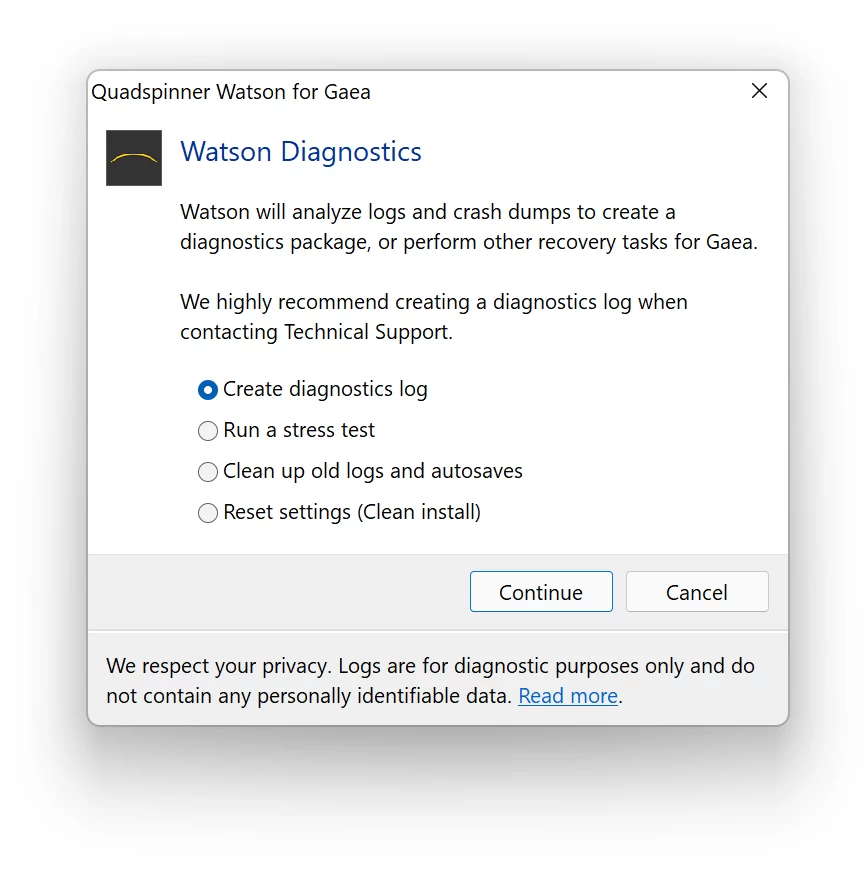 Quadspinner Watson for Gaea
Watson Diagnostics
Watson will analyze logs and crash dumps to create a
diagnostics package, or perform other recovery tasks for Gaea.
We highly recommend creating a diagnostics log when
contacting Technical Support.
Create diagnostics log
Run a stress test
Clean up old logs and autosaves
Reset settings (Clean install)
Continue
Cancel
We respect your privacy. Logs are for diagnostic purposes only and do
not contain any personally identifiable data. Read more.